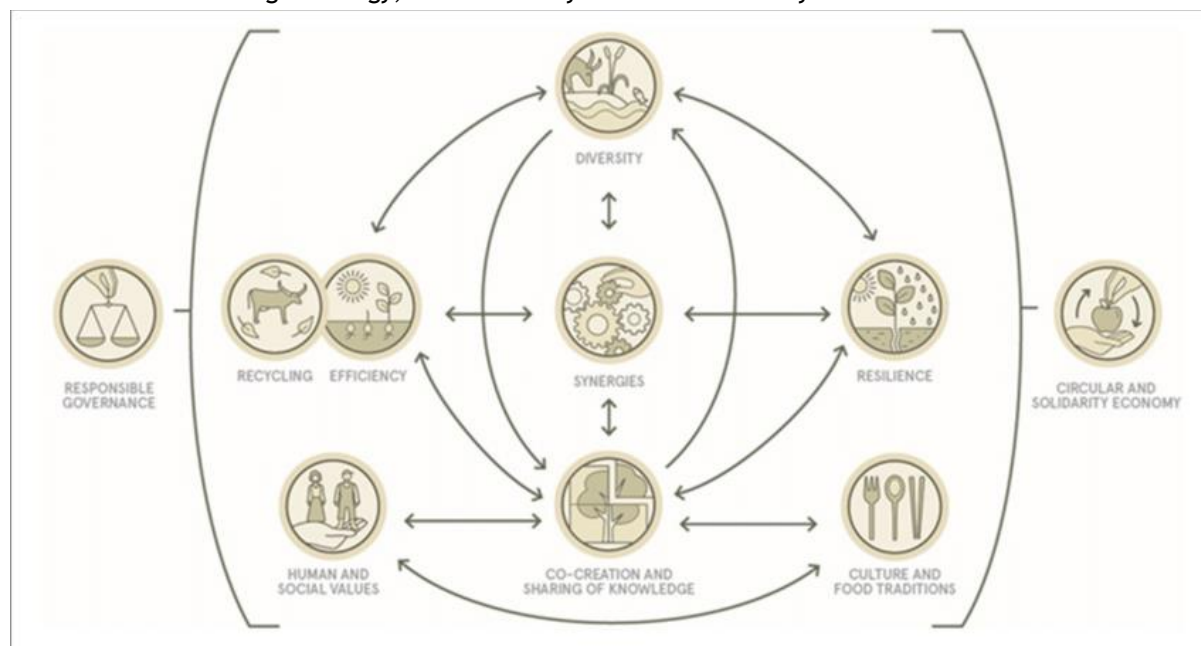 DIVERSITY
RECYCLING EFFICIENCY
SYNERGIES
RESILIENCE
RESPONSIBLE
GOVERNANCE
CIRCULAR AND
SOLIDARITY ECONOMY
HUMAN AND
SOCIAL VALUES
CO-CREATION AND
SHARING OF KNOWLEDGE
CULTURE AND
FOOD TRADITIONS